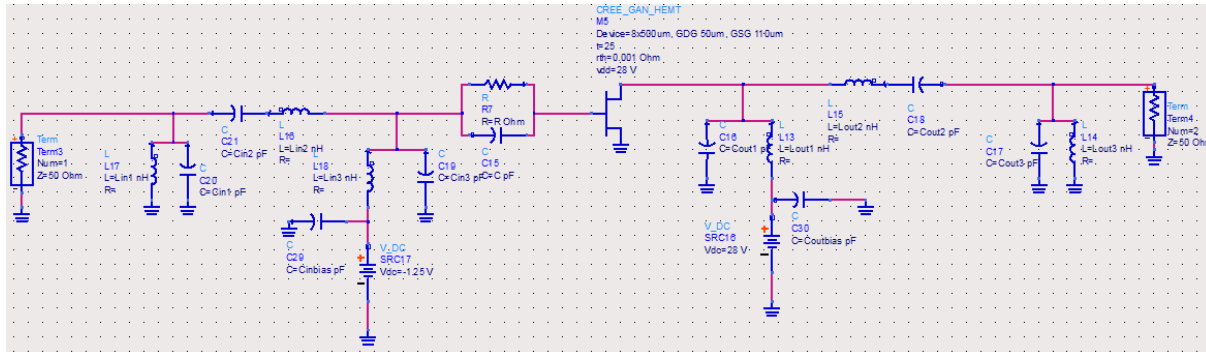 CREE_GAN_HEMT
M5
Device=8x500um, GDG 50um, GSG 110um
t=25
rth=0.001 Ohm
vdd=28 V
Term
Term3
Num=1
Z=50 Ohm
L
L17
L=Lin1 nH
R=
C
C20
C=Cin1 pF
C
C21
C=Cin2 pF
L
L16
L=Lin2 nH
R=
L
L18
L=Lin3 nH
R=
C
C19
C=Cin3 pF
R
R7
R=R Ohm
C
C15
C=C pF
C
C29
C=Cinbias pF
V_DC
SRC17
Vdc=-1.25 V
C
C16
C=Cout1 pF
L
L13
L=Lout1 nH
R=
L
L15
L=Lout2 nH
R=
C
C18
C=Cout2 pF
C
C17
C=Cout3 pF
L
L14
L=Lout3 nH
R=
Term
Term4
Num=2
Z=50 Ohm
V_DC
SRC16
Vdc=28 V
C
C30
C=Coutbias pF